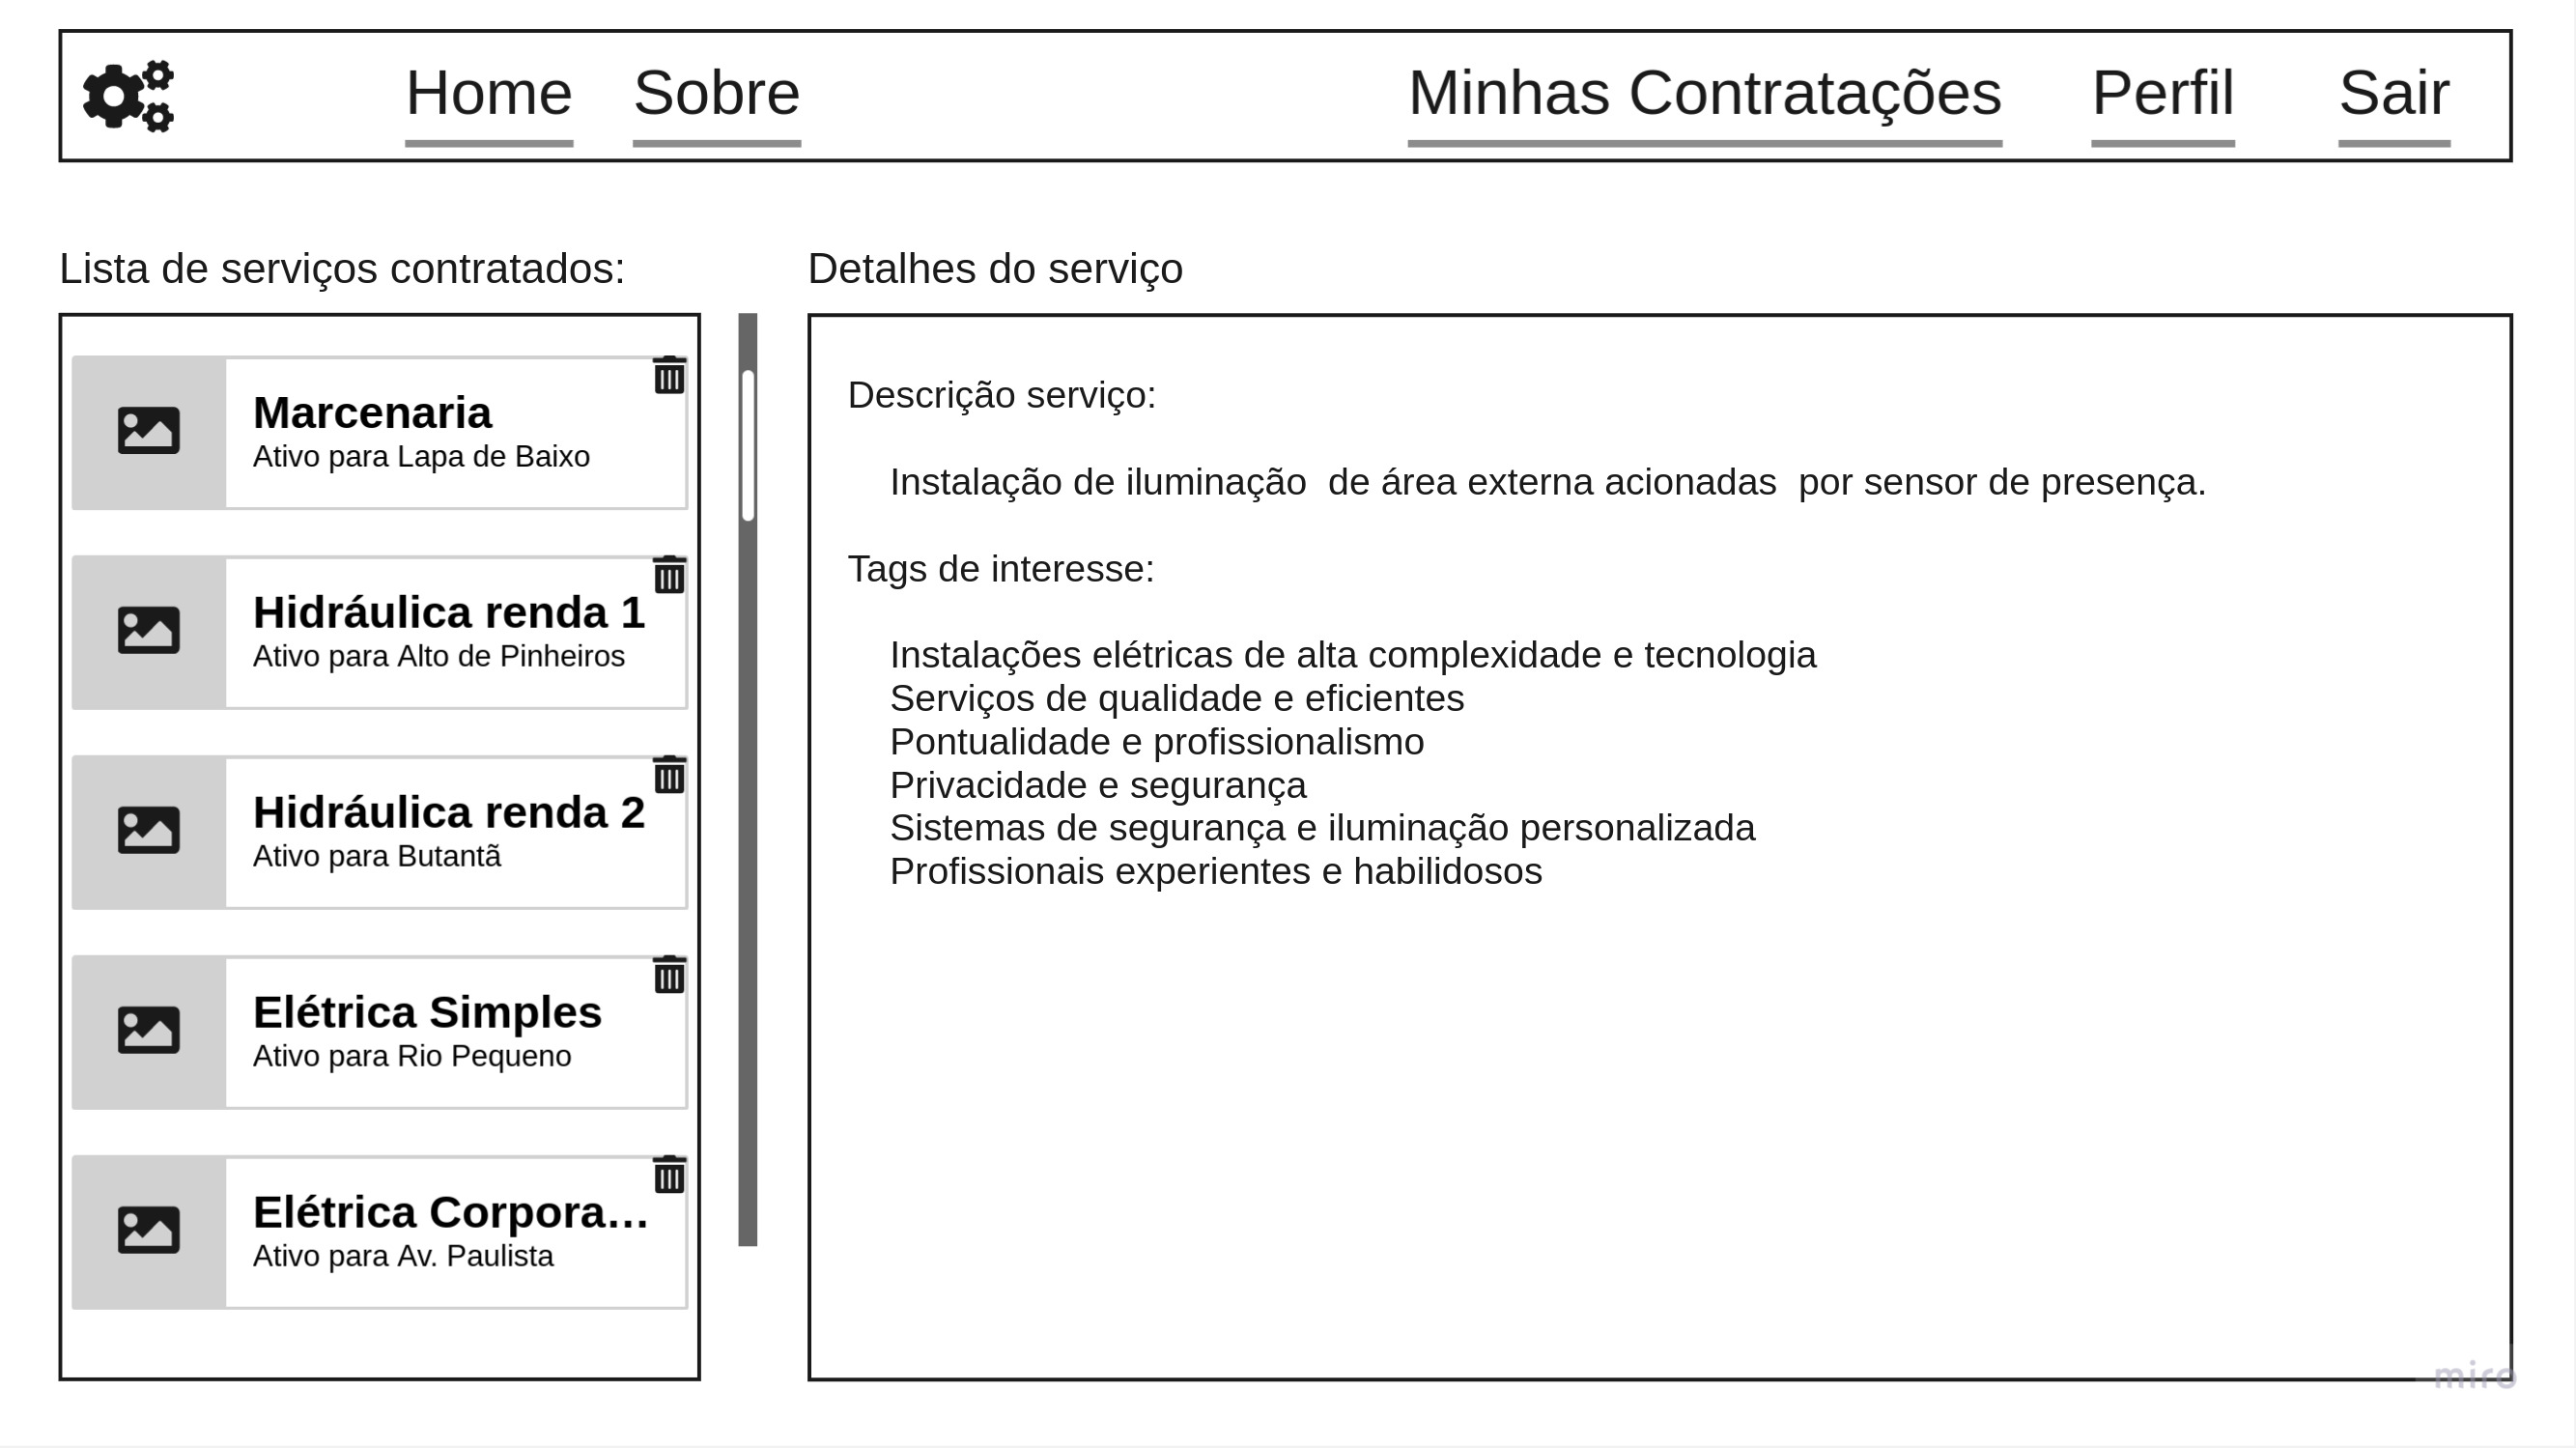 Home Sobre Minhas Contratações Perfil Sair
Lista de serviços contratados:
Marcenaria
Ativo para Lapa de Baixo
Hidráulica renda 1
Ativo para Alto de Pinheiros
Hidráulica renda 2
Ativo para Butantã
Elétrica Simples
Ativo para Rio Pequeno
Elétrica Corpora...
Ativo para Av. Paulista
Detalhes do serviço
Descrição serviço:
Instalação de iluminação  de área externa acionadas  por sensor de presença.
Tags de interesse:
Instalações elétricas de alta complexidade e tecnologia
Serviços de qualidade e eficientes
Pontualidade e profissionalismo
Privacidade e segurança
Sistemas de segurança e iluminação personalizada
Profissionais experientes e habilidosos
miro